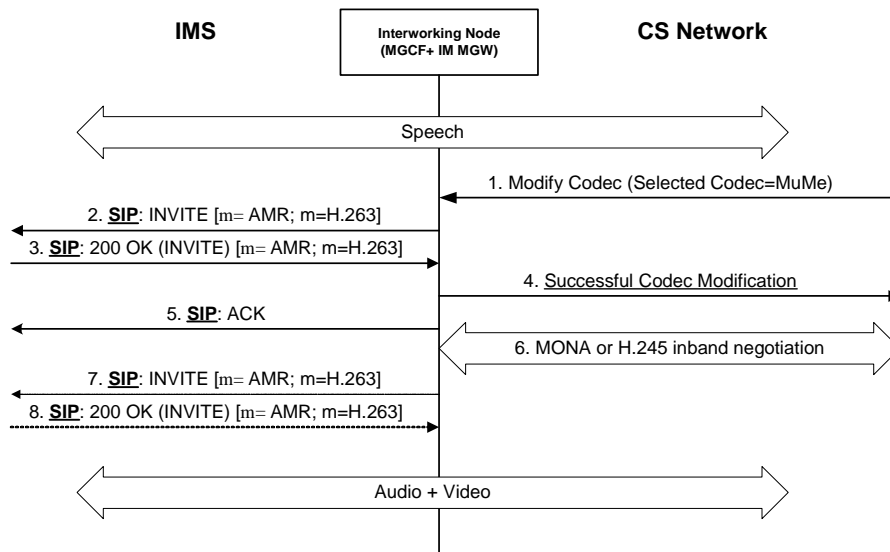 IMS
Interworking Node
(MGCF+ IM MGW)
CS Network
Speech
1. Modify Codec (Selected Codec=MuMe)
2. SIP: INVITE [m= AMR; m=H.263]
3. SIP: 200 OK (INVITE) [m= AMR; m=H.263]
4. Successful Codec Modification
5. SIP: ACK
6. MONA or H.245 inband negotiation
7. SIP: INVITE [m= AMR; m=H.263]
8. SIP: 200 OK (INVITE) [m= AMR; m=H.263]
Audio + Video